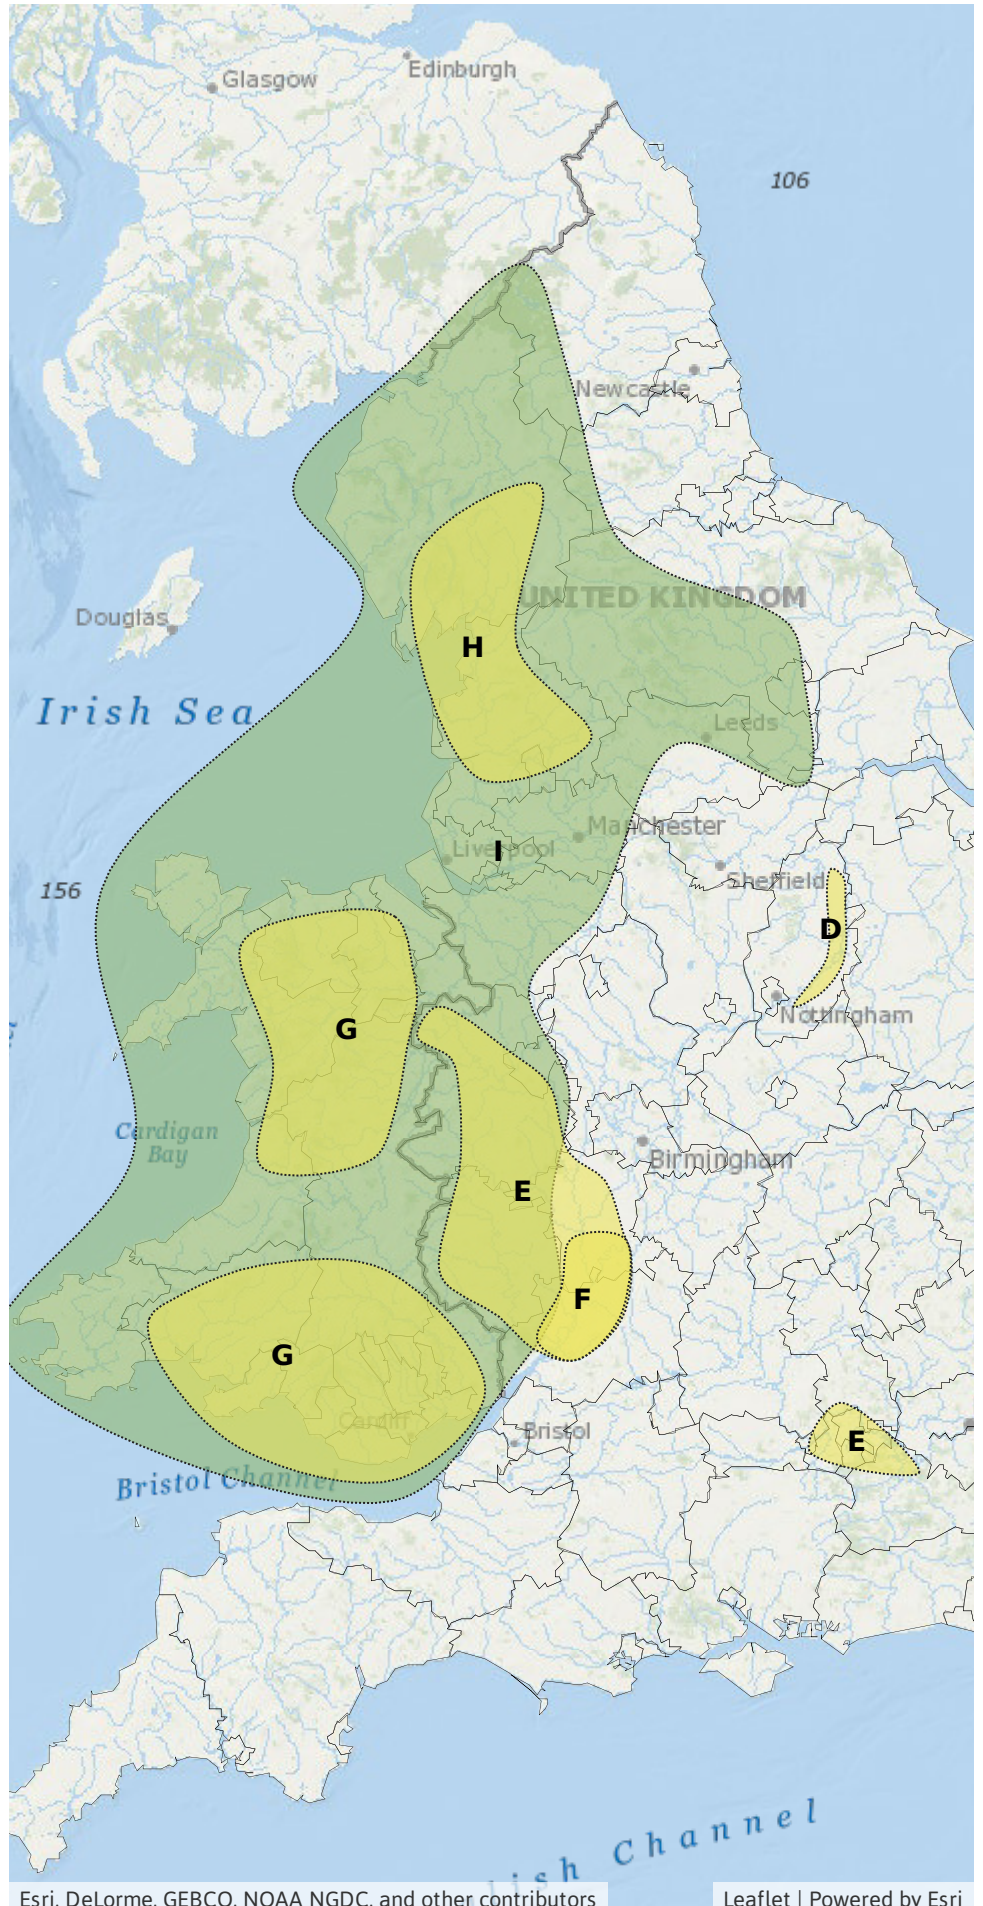 Glasgow
Edinburgh
106
Newcastle
UNITED KINGDOM
Douglas
H
Irish Sea
Leeds
Manchester
Liverpool
I
Sheffield
156
D
Nottingham
G
Cardigan
Bay
Birmingham
E
F
G
Cardiff
Bristol
E
Bristol Channel
lish Channel
Esri, DeLorme, GEBCO, NOAA NGDC, and other contributors
Leaflet | Powered by Esri